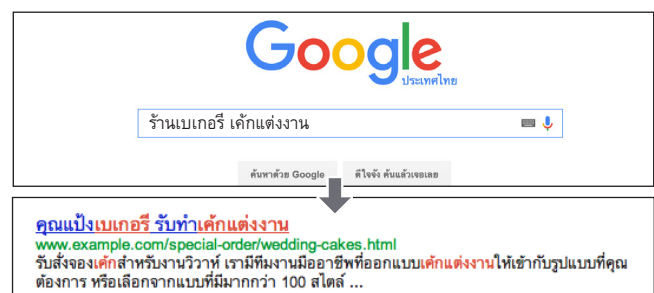 Google
ประเทศไทย
ร้านเบเกอรี เค้กแต่งงาน
ค้นหาด้วย Google
ดีใจจัง ค้นแล้วเจอเลย
คุณแป้งเบเกอรี รับทำเค้กแต่งงาน
www.example.com/special-order/wedding-cakes.html
รับสั่งจองเค้กสำหรับงานวิวาห์ เรามีทีมงานมืออาชีพที่ออกแบบเค้กแต่งงานให้เข้ากับรูปแบบที่คุณ
ต้องการ หรือเลือกจากแบบที่มีมากกว่า 100 สไตล์ ...